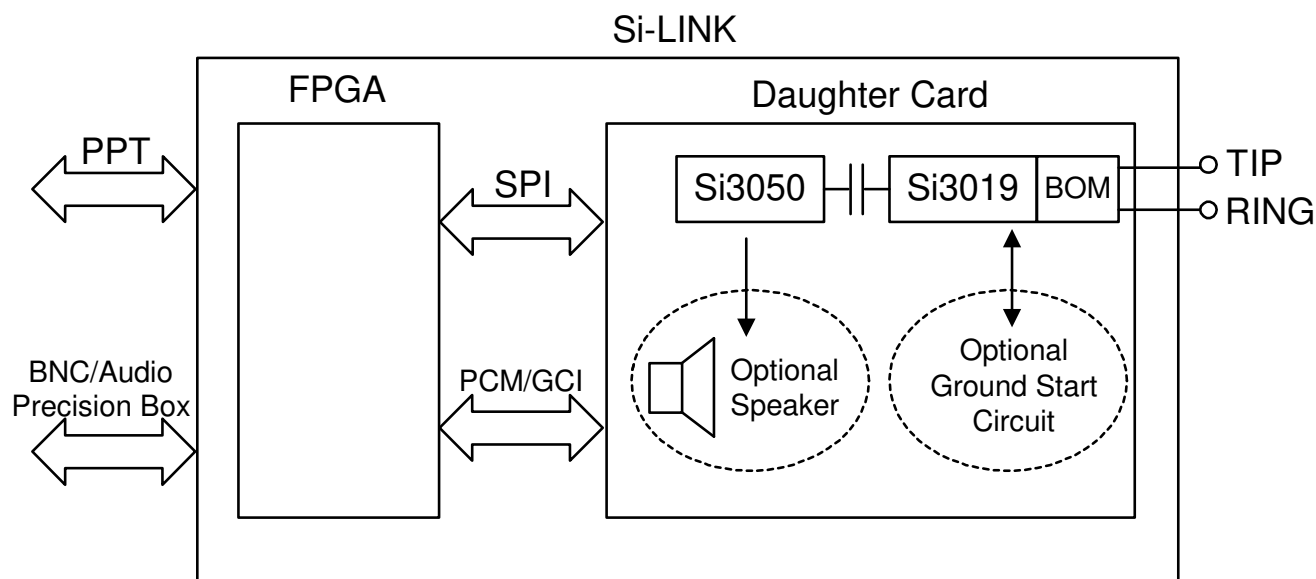 Si-LINK
FPGA
Daughter Card
PPT
SPI
Si3050
Si3019
BOM
TIP
RING
BNC/Audio
Precision Box
PCM/GCI
Optional
Speaker
Optional
Ground Start
Circuit